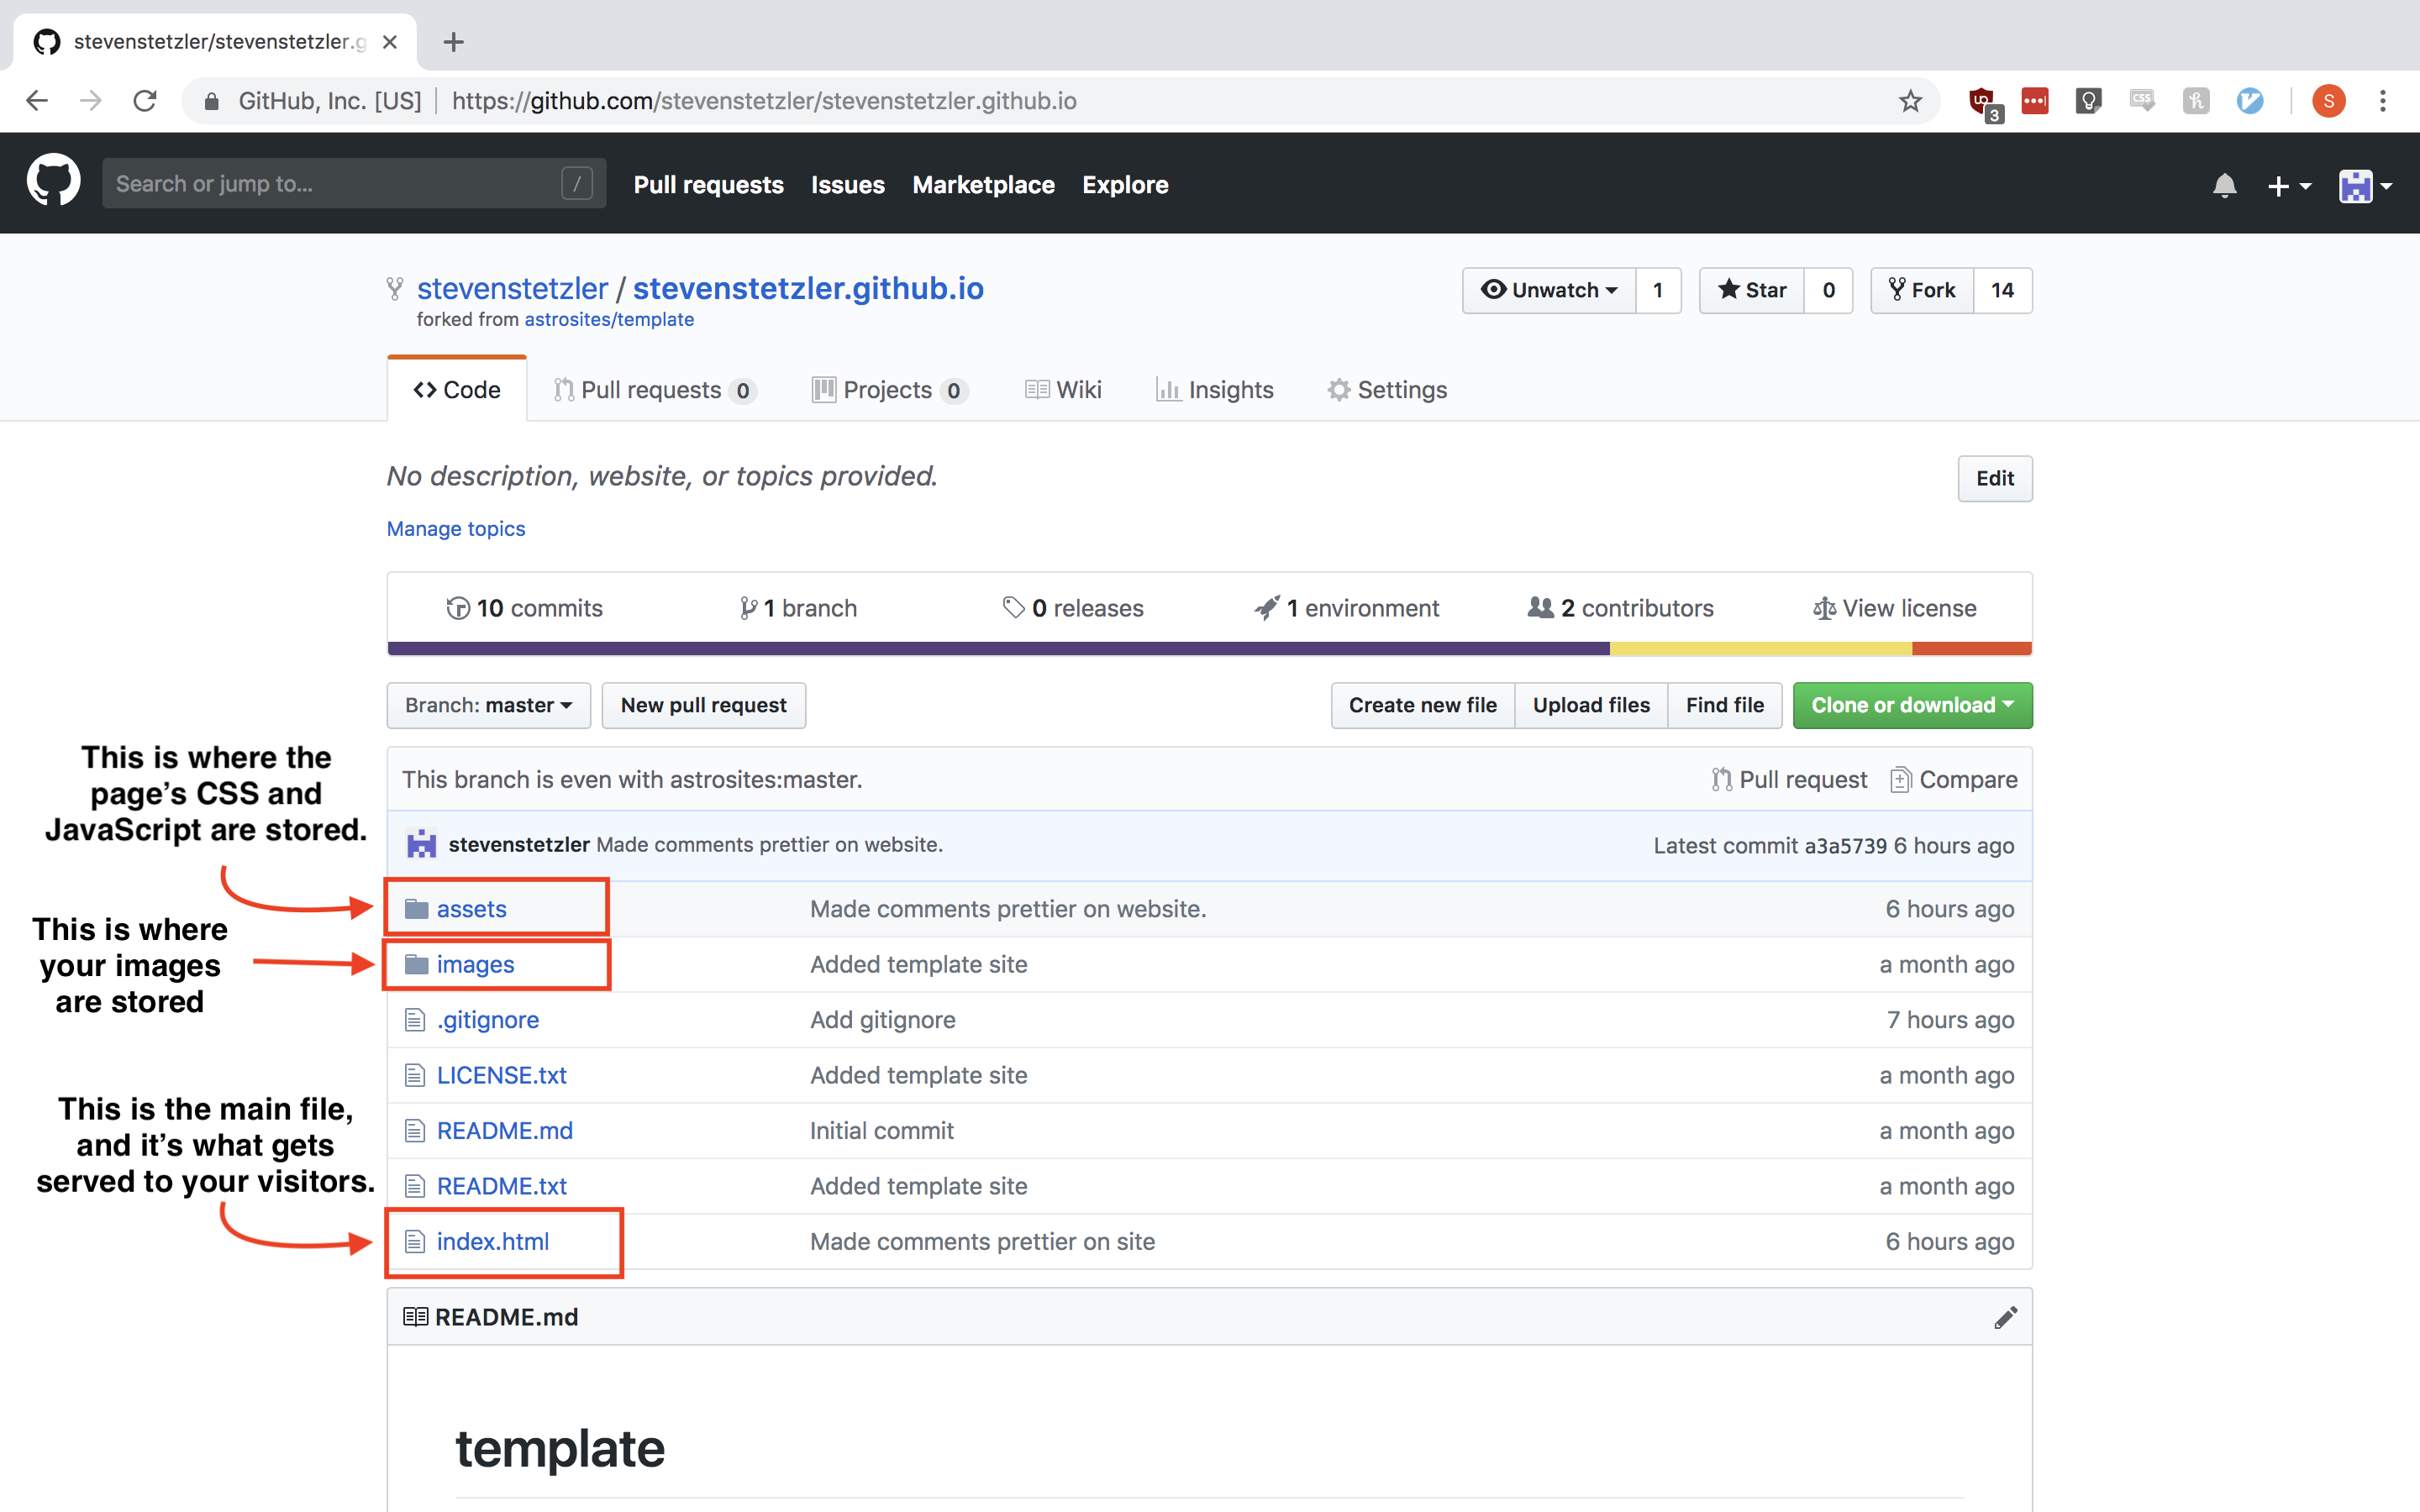 stevenstetzler/stevenstetzler.g
GitHub, Inc. [US] https://github.com/stevenstetzler/stevenstetzler.github.io
3
S
Search or jump to... / Pull requests Issues Marketplace Explore
stevenstetzler / stevenstetzler.github.io
forked from astrosites/template
Unwatch 1 Star 0 Fork 14
Code Pull requests 0 Projects 0 Wiki Insights Settings
No description, website, or topics provided. Edit
Manage topics
10 commits 1 branch 0 releases 1 environment 2 contributors View license
Branch: master New pull request Create new file Upload files Find file Clone or download
This is where the
page's CSS and
JavaScript are stored.
This branch is even with astrosites:master. Pull request Compare
stevenstetzler Made comments prettier on website. Latest commit a3a5739 6 hours ago
assets Made comments prettier on website. 6 hours ago
This is where
your images
are stored
images Added template site a month ago
.gitignore Add gitignore 7 hours ago
LICENSE.txt Added template site a month ago
This is the main file,
and it's what gets
served to your visitors.
README.md Initial commit a month ago
README.txt Added template site a month ago
index.html Made comments prettier on site 6 hours ago
README.md
template